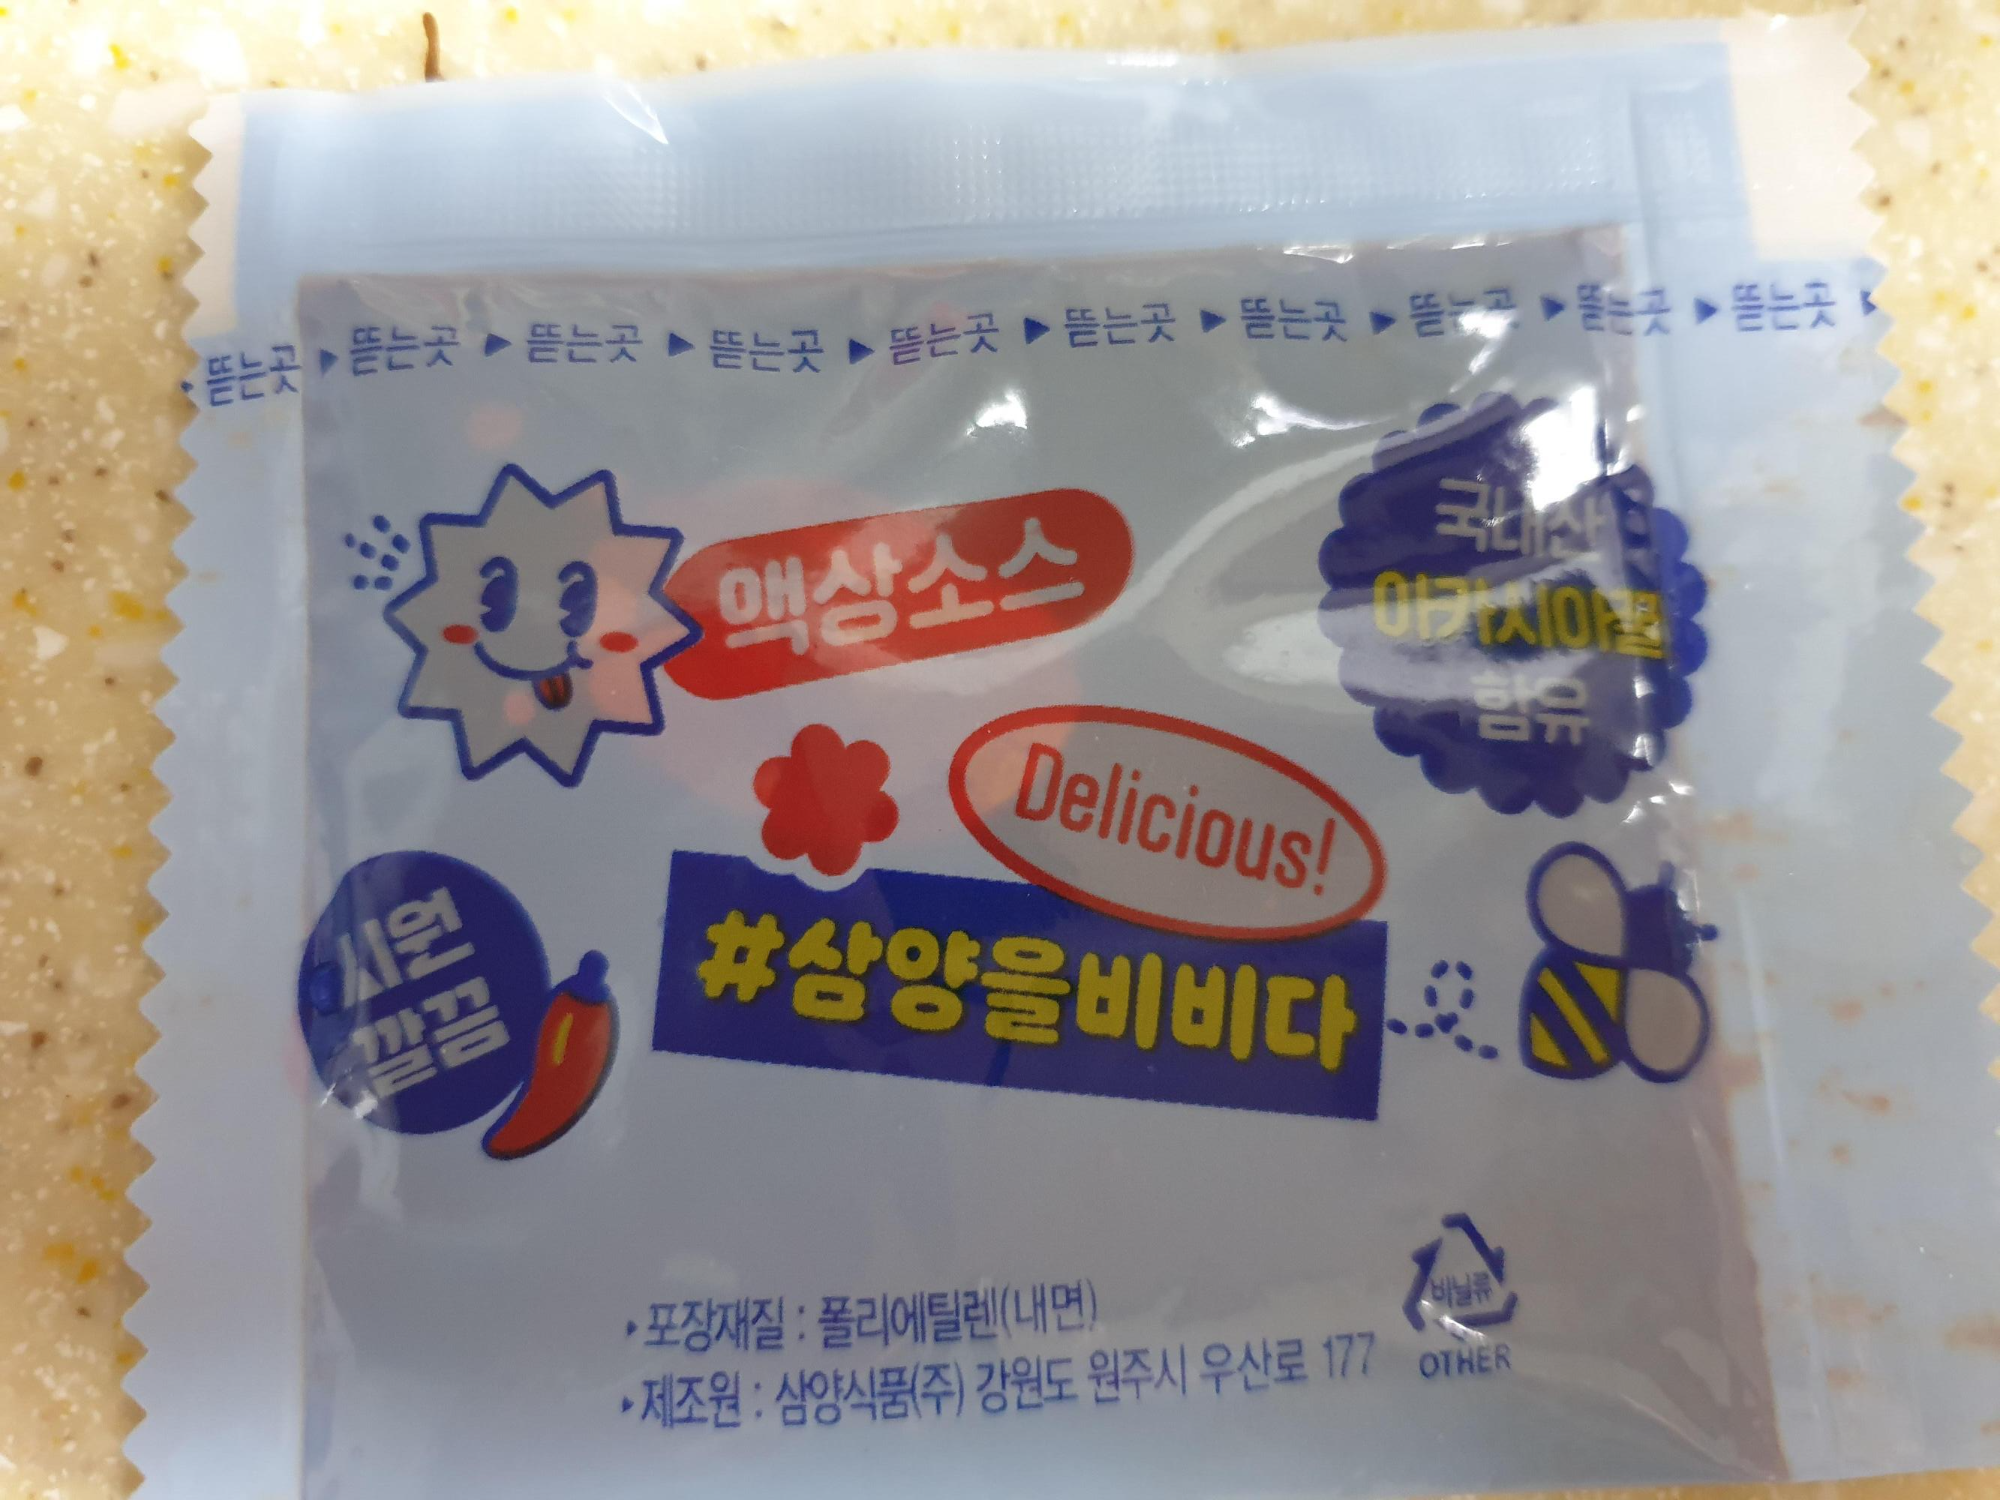 뜯는곳 ▶ 뜯는곳 ▶ 뜯는곳 ▶ 뜯는곳 ▶ 뜯는곳 ▶ 뜯는곳 ▶ 뜯는곳 ▶ 뜯는곳 ▶ 뜯는곳 ▶ 뜯는곳 ▶
액상소스
국내산
아카시아꿀
함유
Delicious!
시원
깔끔
#삼양을비비다
비닐류
OTHER
▸포장재질 : 폴리에틸렌(내면)
▸제조원 : 삼양식품(주) 강원도 원주시 우산로 177